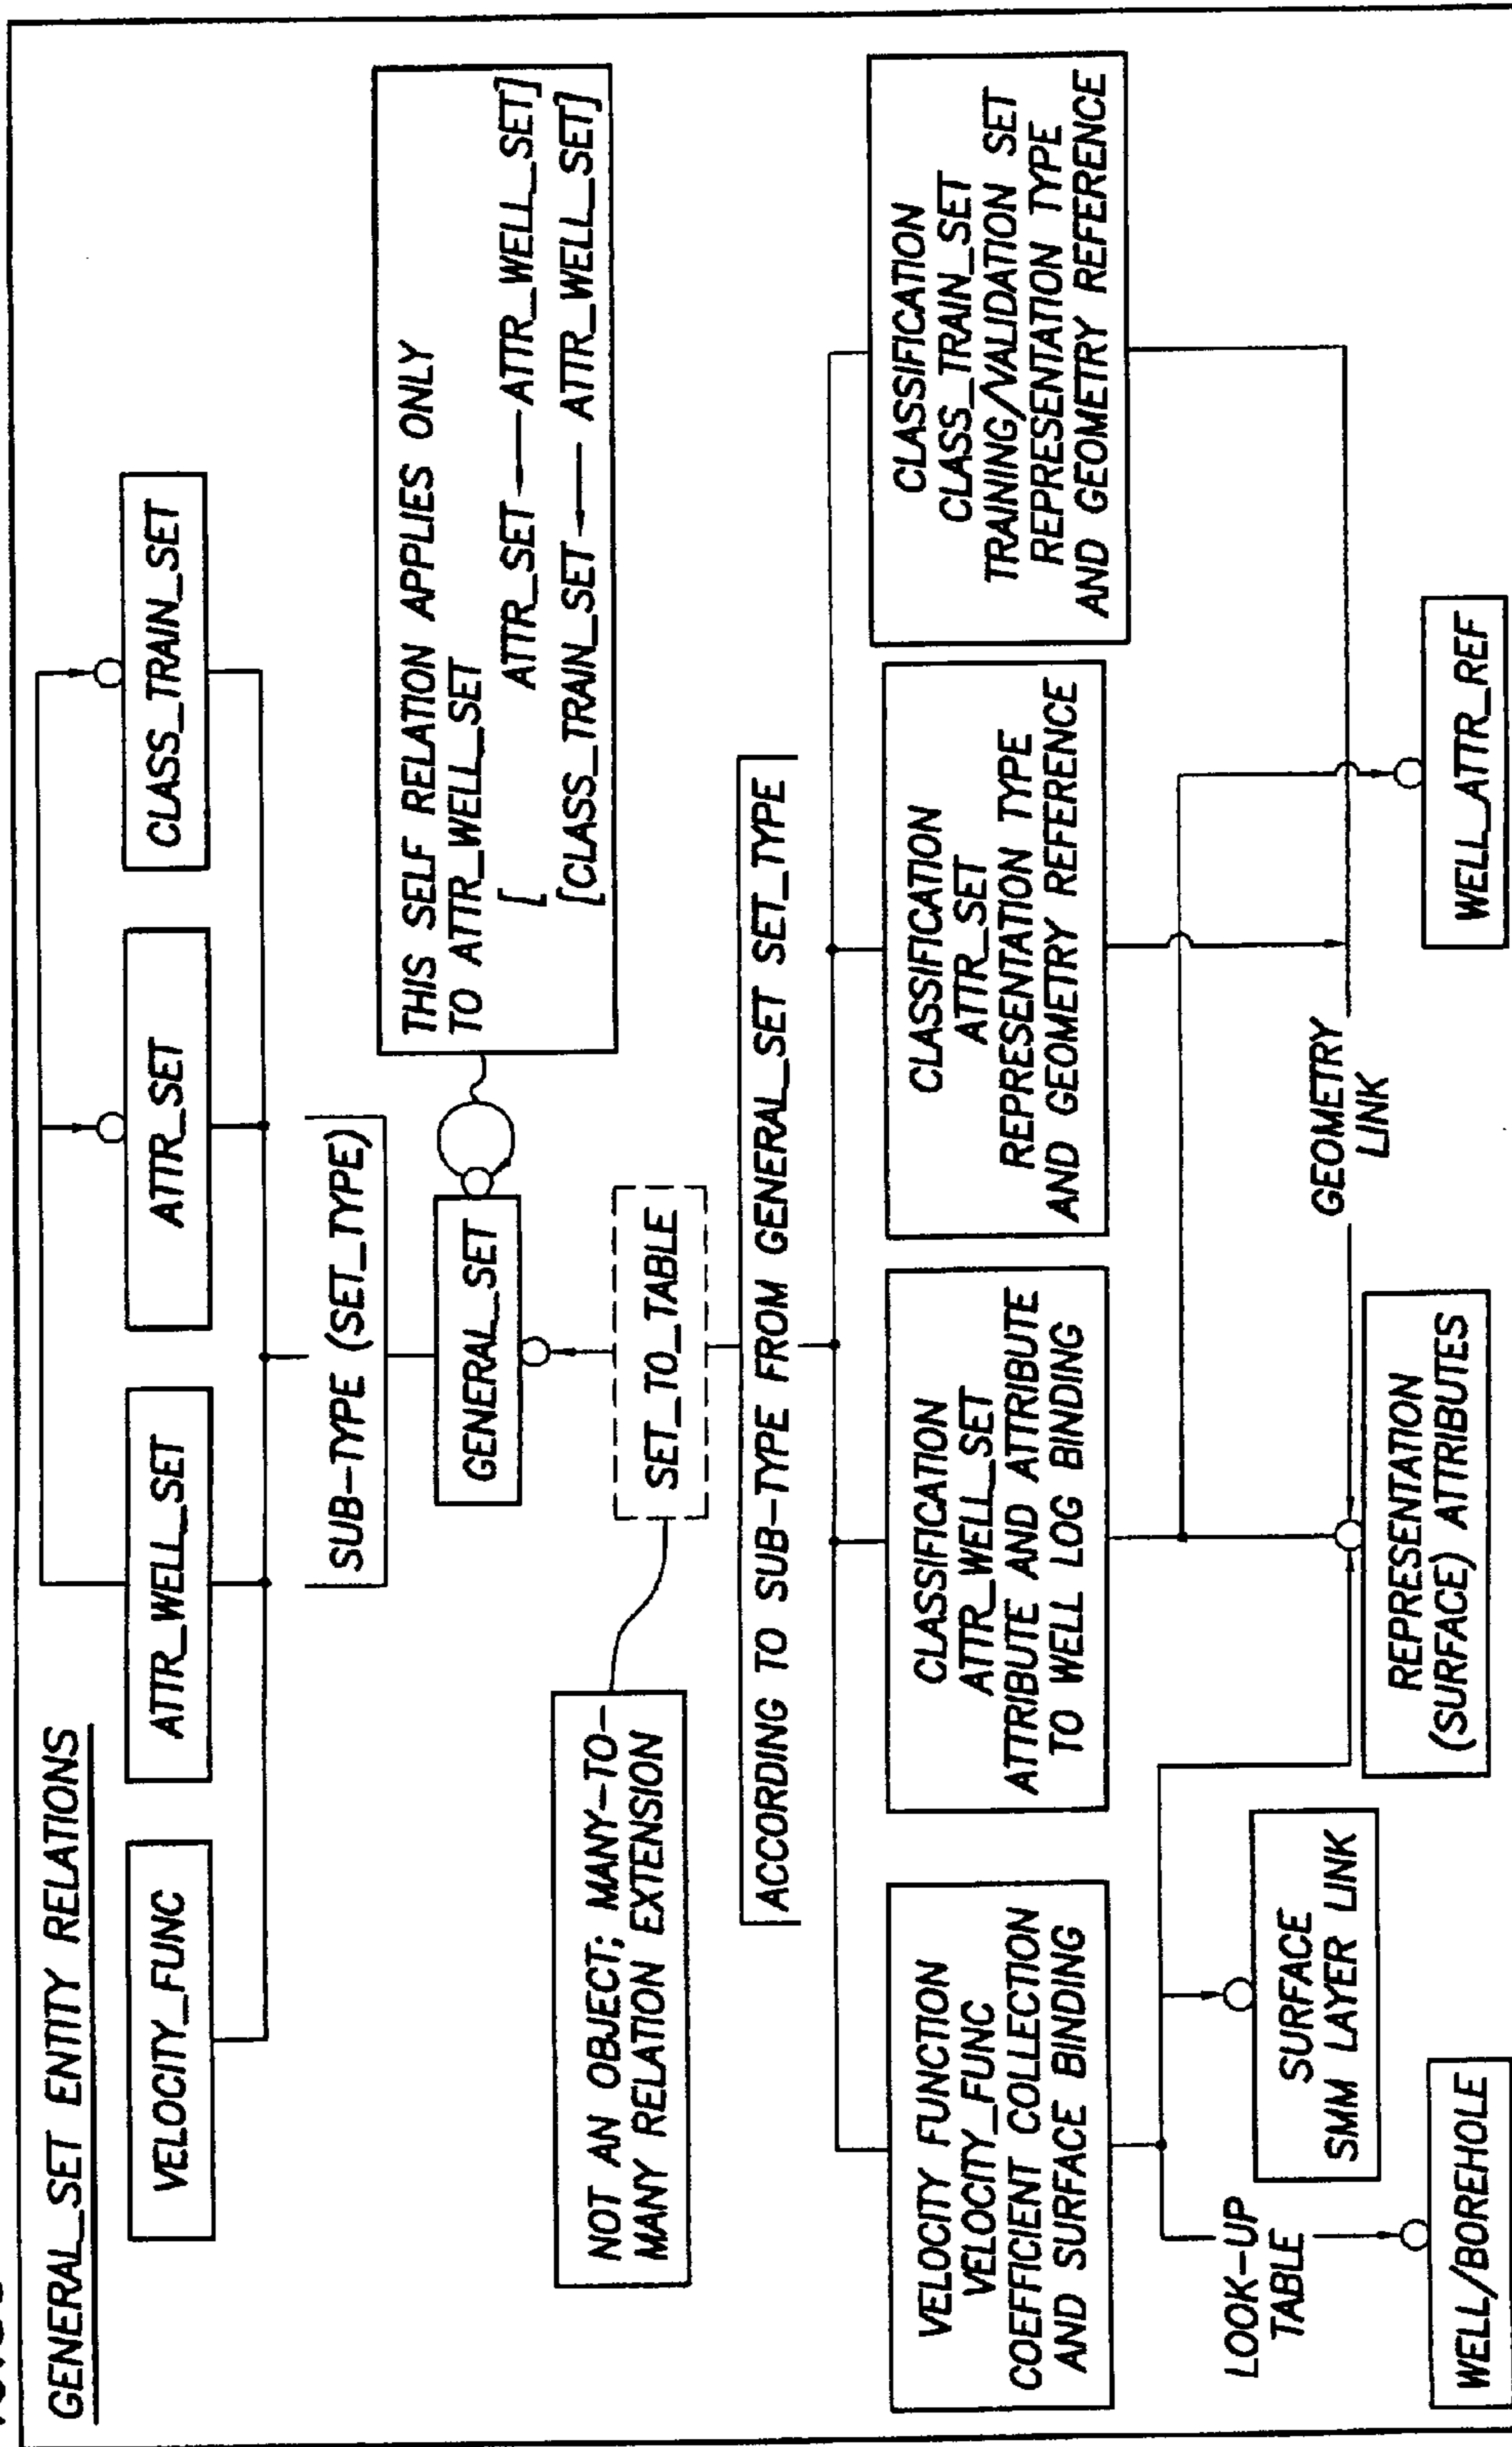 GENERAL_SET ENTITY RELATIONS
VELOCITY_FUNC
ATTR_WELL_SET
ATTR_SET
CLASS_TRAIN_SET
SUB-TYPE (SET_TYPE)
GENERAL_SET
THIS SELF RELATION APPLIES ONLY
TO ATTR_WELL_SET
[ ATTR_SET ATTR_WELL_SET]
[CLASS_TRAIN_SET ATTR_WELL_SET]
NOT AN OBJECT; MANY-TO-
MANY RELATION EXTENSION
SET_TO_TABLE
ACCORDING TO SUB-TYPE FROM GENERAL_SET SET_TYPE
VELOCITY FUNCTION
VELOCITY_FUNC
COEFFICIENT COLLECTION
AND SURFACE BINDING
CLASSIFICATION
ATTR_WELL_SET
ATTRIBUTE AND ATTRIBUTE
TO WELL LOG BINDING
CLASSIFICATION
ATTR_SET
REPRESENTATION TYPE
AND GEOMETRY REFERENCE
CLASSIFICATION
CLASS_TRAIN_SET
TRAINING/VALIDATION SET
REPRESENTATION TYPE
AND GEOMETRY REFERENCE
LOOK-UP
TABLE
SURFACE
SMM LAYER LINK
GEOMETRY
LINK
WELL/BOREHOLE
REPRESENTATION
(SURFACE) ATTRIBUTES
WELL_ATTR_REF